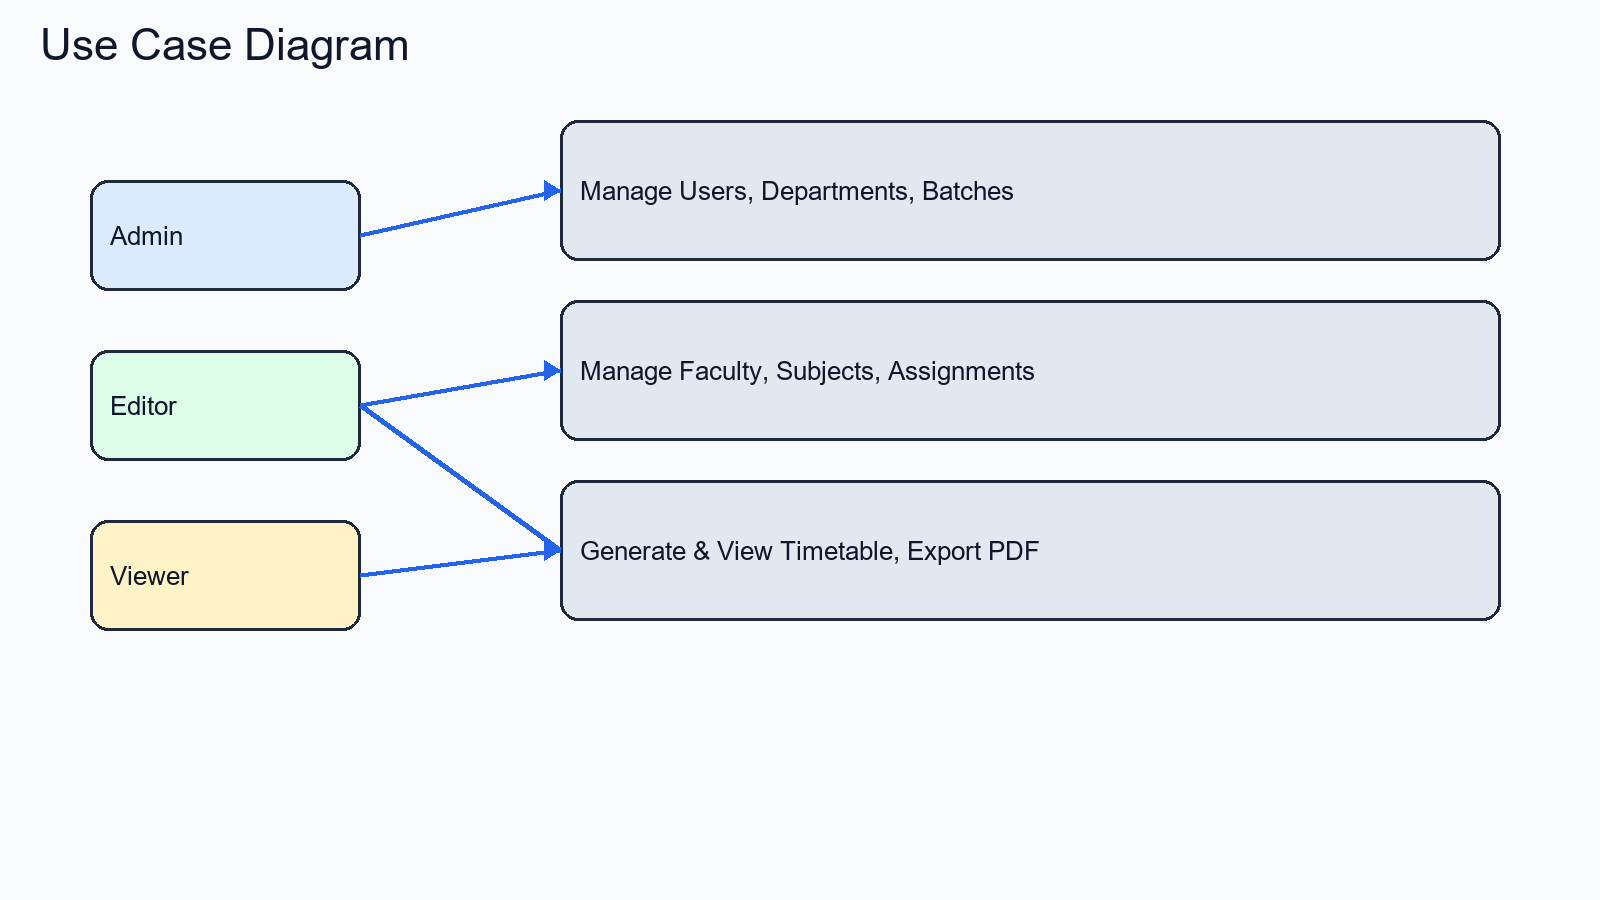 Use Case Diagram
Manage Users, Departments, Batches
Admin
Manage Faculty, Subjects, Assignments
Editor
Generate & View Timetable, Export PDF
Viewer